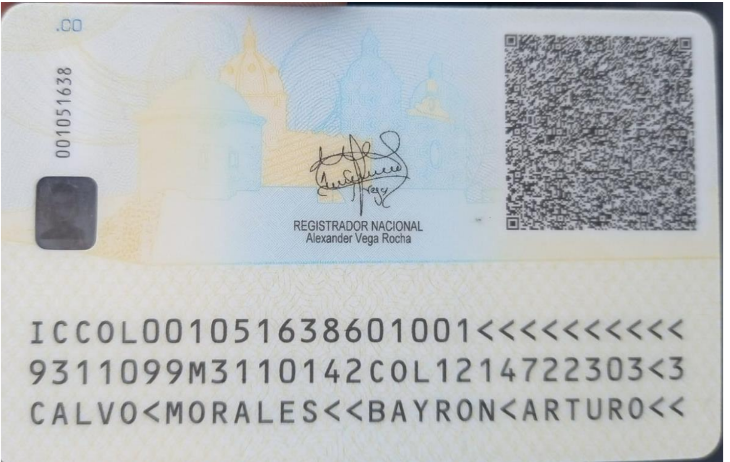 .CO
001051638
REGISTRADOR NACIONAL
Alexander Vega Rocha
ICCOL001051638601001<<<<<<<<<<
9311099M3110142COL1214722303<3
CALVO<MORALES<<BAYRON<ARTURO<<